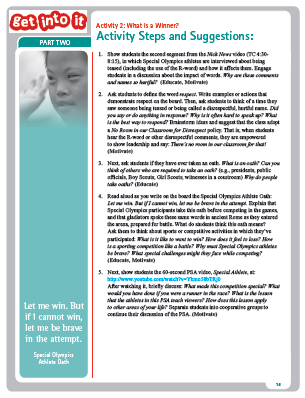 get into it
PART TWO
Activity 2: What is a Winner?
Activity Steps and Suggestions:
1. Show students the second segment from the Nick News video (TC 4:30-
8:15), in which Special Olympics athletes are interviewed about being
teased (including the use of the R-word) and how it affects them. Engage
students in a discussion about the impact of words. Why are these comments
and names so hurtful? (Educate, Motivate)
2. Ask students to define the word respect. Write examples or actions that
demonstrate respect on the board. Then, ask students to think of a time they
saw someone being teased or being called a disrespectful, hurtful name. Did
you say or do anything in response? Why is it often hard to speak up? What
is the best way to respond? Brainstorm ideas and suggest that the class adopt
a No Room in our Classroom for Disrespect policy. That is, when students
hear the R-word or other disrespectful comments, they are empowered
to show leadership and say: There's no room in our classroom for that!
(Motivate)
3. Next, ask students if they have ever taken an oath. What is an oath? Can you
think of others who are required to take an oath? (e.g., presidents, public
officials, Boy Scouts, Girl Scouts, witnesses in a courtroom) Why do people
take oaths? (Educate)
4. Read aloud as you write on the board the Special Olympics Athlete Oath:
Let me win. But if I cannot win, let me be brave in the attempt. Explain that
Special Olympics participants take this oath before competing in the games,
and that gladiators spoke these same words in ancient Rome as they entered
the arena, prepared for battle. What do students think this oath means?
Ask them to think about sports or competitive activities in which they've
participated: What is it like to want to win? How does it feel to lose? How
is a sporting competition like a battle? Why must Special Olympics athletes
be brave? What special challenges might they face while competing?
(Educate, Motivate)
5. Next, show students the 60-second PSA video, Special Athlete, at:
After watching it, briefly discuss: What made this competition special? What
would you have done if you were a runner in the race? What is the lesson
that the athletes in this PSA teach viewers? How does this lesson apply
to other areas of your life? Separate students into cooperative groups to
continue their discussion of the PSA. (Motivate)
Let me win. But
if I cannot win,
let me be brave
in the attempt.
Special Olympics
Athlete Oath